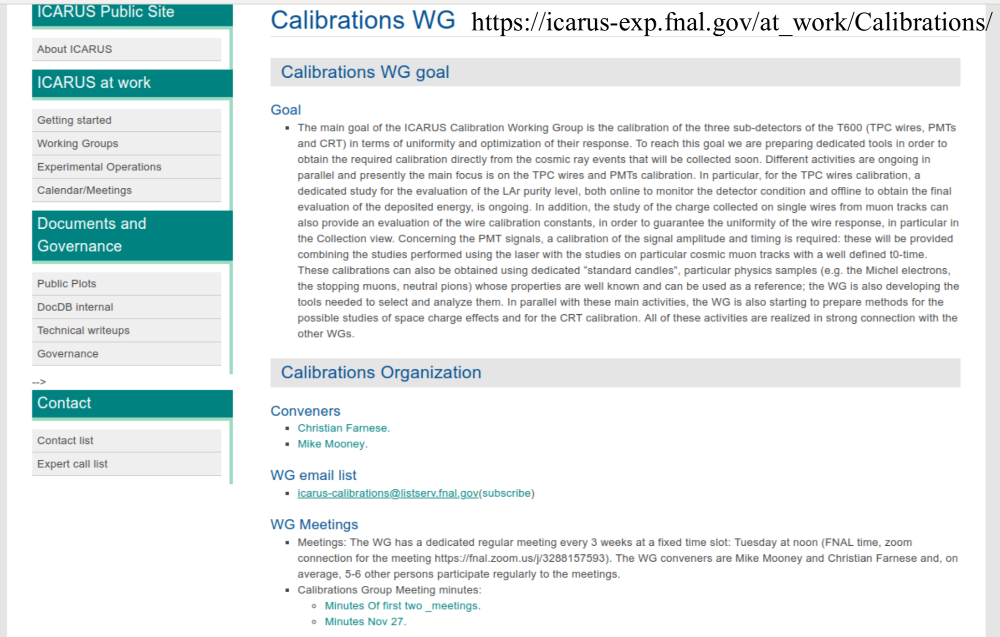 ICARUS Public Site
About ICARUS
ICARUS at work
Getting started
Working Groups
Experimental Operations
Calendar/Meetings
Documents and
Governance
Public Plots
DocDB internal
Technical writeups
Governance
-->
Contact
Contact list
Expert call list
Calibrations WG https://icarus-exp.fnal.gov/at_work/Calibrations/
Calibrations WG goal
Goal
▪ The main goal of the ICARUS Calibration Working Group is the calibration of the three sub-detectors of the T600 (TPC wires, PMTs
and CRT) in terms of uniformity and optimization of their response. To reach this goal we are preparing dedicated tools in order to
obtain the required calibration directly from the cosmic ray events that will be collected soon. Different activities are ongoing in
parallel and presently the main focus is on the TPC wires and PMTs calibration. In particular, for the TPC wires calibration, a
dedicated study for the evaluation of the LAr purity level, both online to monitor the detector condition and offline to obtain the final
evaluation of the deposited energy, is ongoing. In addition, the study of the charge collected on single wires from muon tracks can
also provide an evaluation of the wire calibration constants, in order to guarantee the uniformity of the wire response, in particular in
the Collection view. Concerning the PMT signals, a calibration of the signal amplitude and timing is required: these will be provided
combining the studies performed using the laser with the studies on particular cosmic muon tracks with a well defined t0-time.
These calibrations can also be obtained using dedicated “standard candles”, particular physics samples (e.g. the Michel electrons,
the stopping muons, neutral pions) whose properties are well known and can be used as a reference; the WG is also developing the
tools needed to select and analyze them. In parallel with these main activities, the WG is also starting to prepare methods for the
possible studies of space charge effects and for the CRT calibration. All of these activities are realized in strong connection with the
other WGs.
Calibrations Organization
Conveners
▪ Christian Farnese.
▪ Mike Mooney.
WG email list
▪ icarus-calibrations@listserv.fnal.gov(subscribe)
WG Meetings
▪ Meetings: The WG has a dedicated regular meeting every 3 weeks at a fixed time slot: Tuesday at noon (FNAL time, zoom
connection for the meeting https://fnal.zoom.us/j/3288157593). The WG conveners are Mike Mooney and Christian Farnese and, on
average, 5-6 other persons participate regularly to the meetings.
▪ Calibrations Group Meeting minutes:
◦ Minutes Of first two _meetings.
◦ Minutes Nov 27.